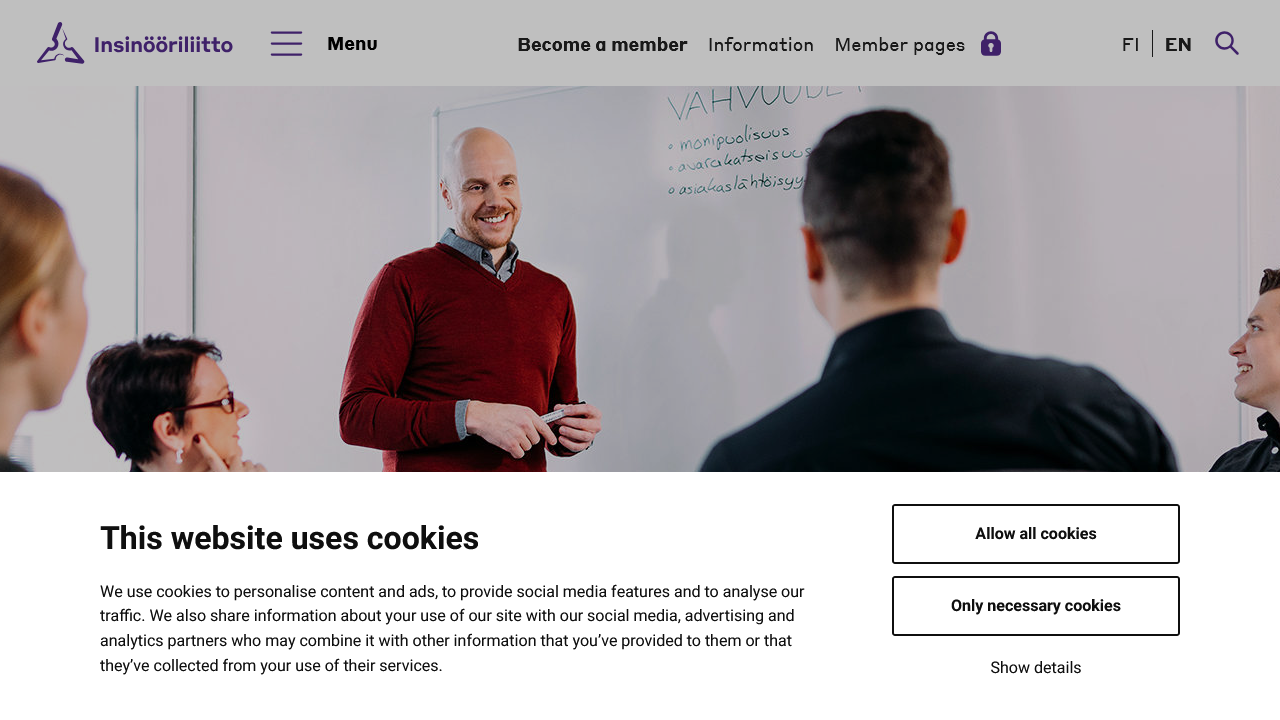 Insinööriliitto
Menu
Become a member
Information
Member pages
FI
EN
VAHVUUDET
monipuolisuus
avarakatseisuus
This website uses cookies
We use cookies to personalise content and ads, to provide social media features and to analyse our
traffic. We also share information about your use of our site with our social media, advertising and
analytics partners who may combine it with other information that you’ve provided to them or that
they’ve collected from your use of their services.
Allow all cookies
Only necessary cookies
Show details